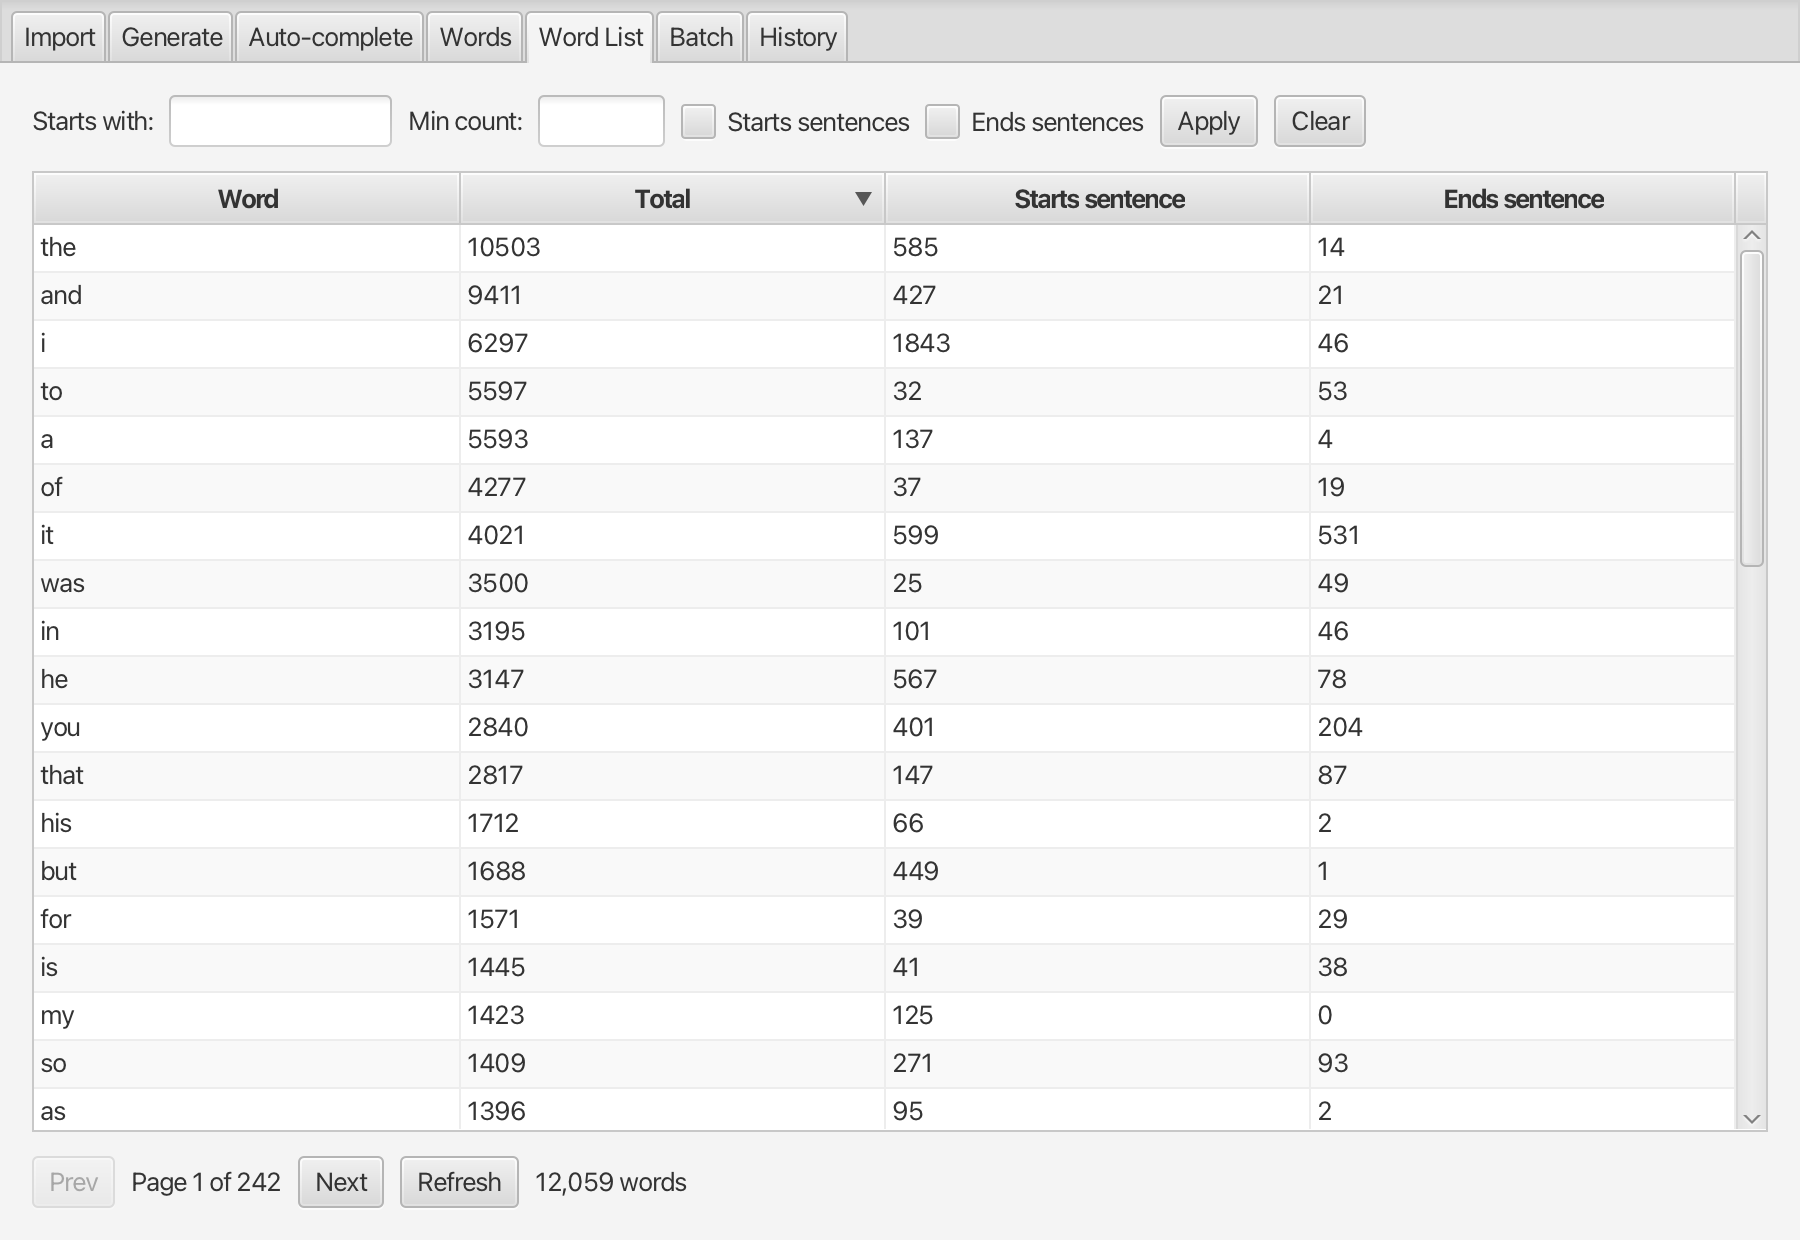 Import Generate Auto-complete Words Word List Batch History
Starts with: Min count: Starts sentences Ends sentences Apply Clear
Word Total Starts sentence Ends sentence
the 10503 585 14
and 9411 427 21
i 6297 1843 46
to 5597 32 53
a 5593 137 4
of 4277 37 19
it 4021 599 531
was 3500 25 49
in 3195 101 46
he 3147 567 78
you 2840 401 204
that 2817 147 87
his 1712 66 2
but 1688 449 1
for 1571 39 29
is 1445 41 38
my 1423 125 0
so 1409 271 93
as 1396 95 2
Prev Page 1 of 242 Next Refresh 12,059 words